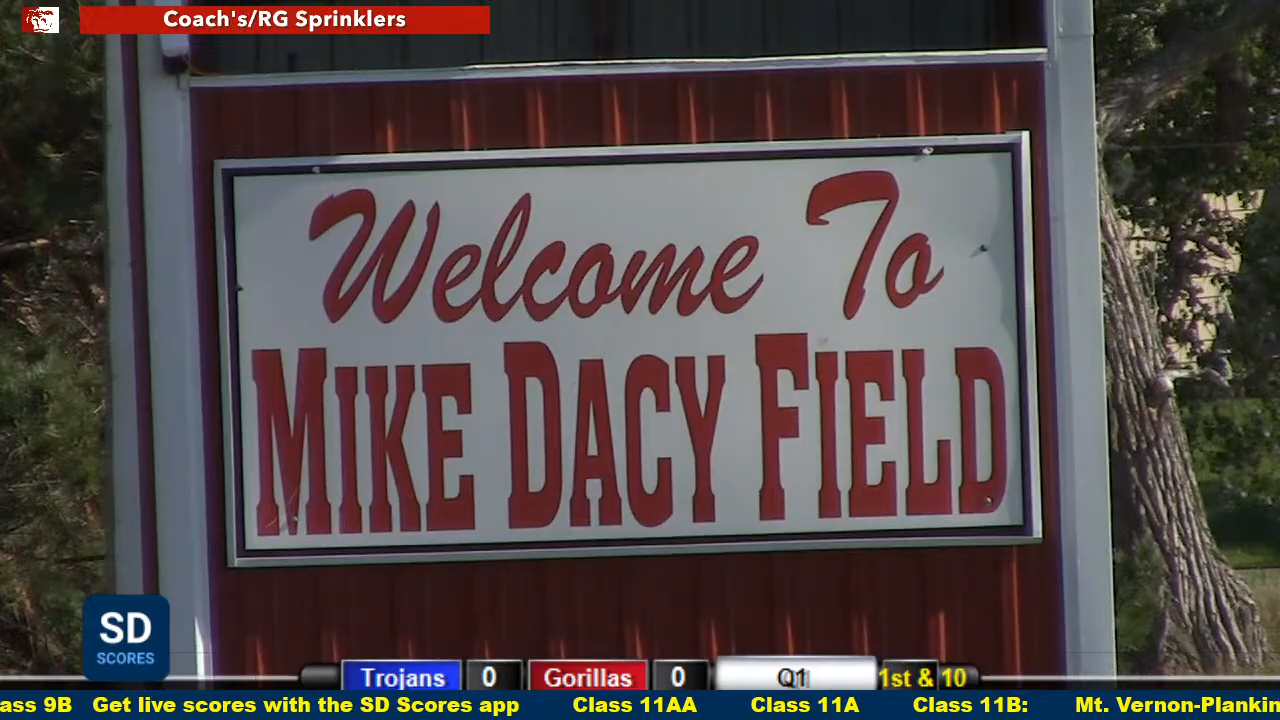 Coach's/RG Sprinklers
Welcome To
MIKE DACY FIELD
SD
SCORES
Trojans 0 Gorillas 0 Q1 1st & 10
ass 9B Get live scores with the SD Scores app Class 11AA Class 11A Class 11B: Mt. Vernon-Plankin